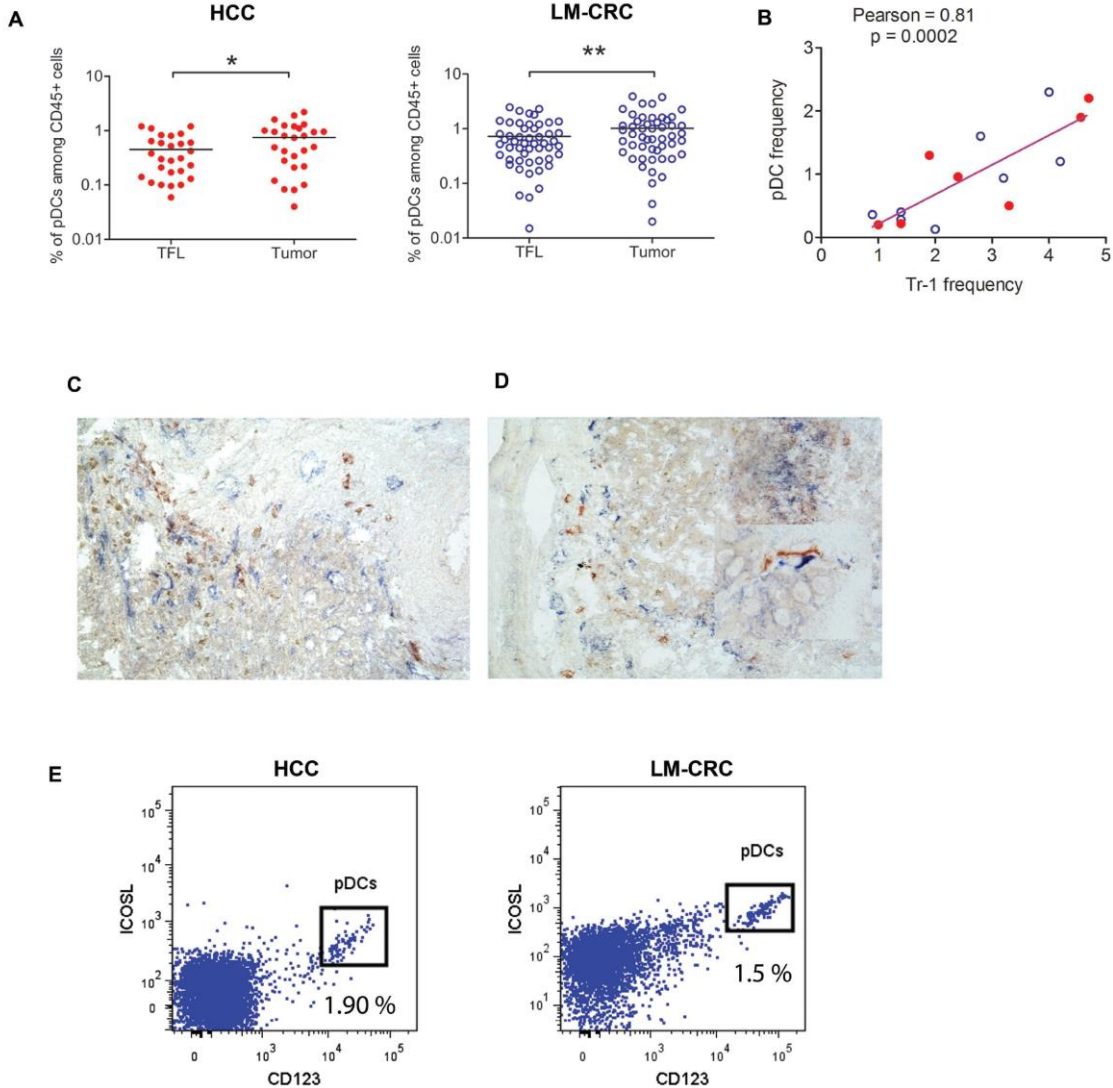 A
HCC
LM-CRC
B
Pearson = 0.81
p = 0.0002
% of pDCs among CD45+ cells
10
1
0.1
0.01
*
TFL
Tumor
% of pDCs among CD45+ cells
10
1
0.1
0.01
**
TFL
Tumor
pDC frequency
3
2
1
0
0
1
2
3
4
5
Tr-1 frequency
C
D
E
HCC
LM-CRC
ICOSL
10^5
10^4
10^3
10^2
0
pDCs
1.90 %
0
10^3
10^4
10^5
CD123
ICOSL
10^5
10^4
10^3
10^2
10^1
pDCs
1.5 %
0
10^3
10^4
10^5
CD123